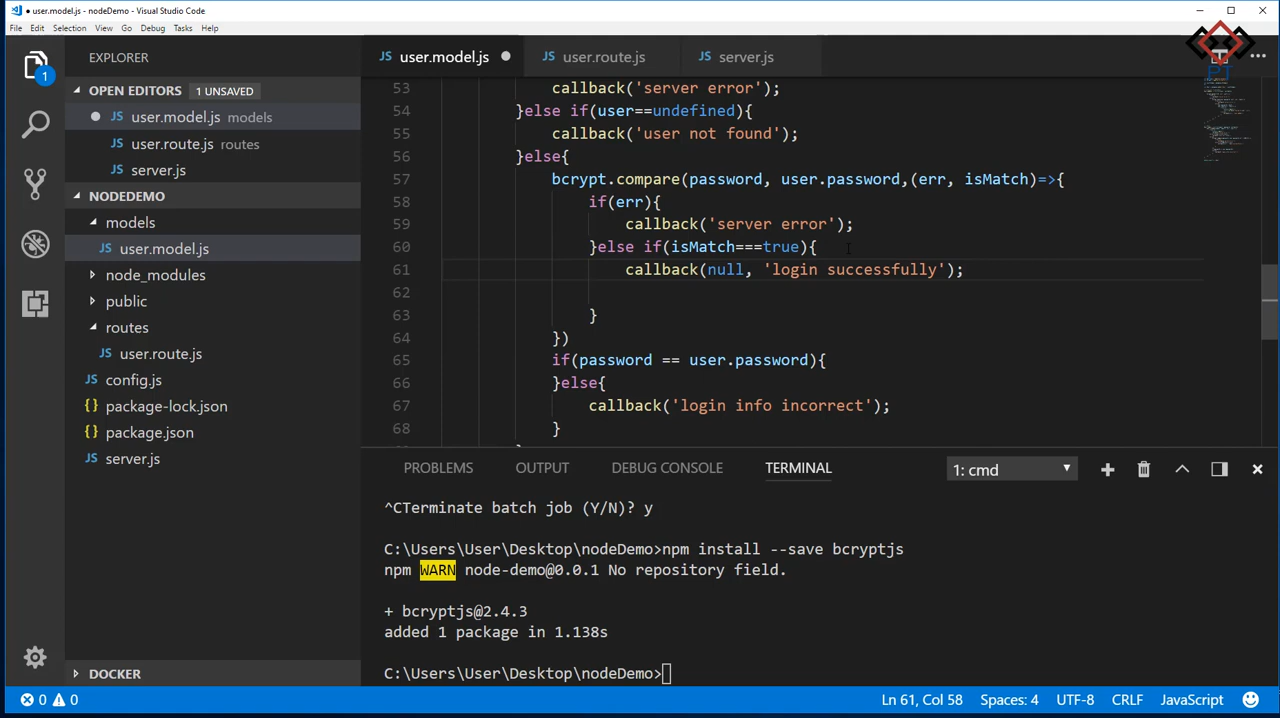 user.model.js - nodeDemo - Visual Studio Code
File Edit Selection View Go Debug Tasks Help
EXPLORER
OPEN EDITORS 1 UNSAVED
user.model.js models
user.route.js routes
server.js
NODEDEMO
models
user.model.js
node_modules
public
routes
user.route.js
config.js
package-lock.json
package.json
server.js
DOCKER
1
JS user.model.js JS user.route.js JS server.js
PT
53 callback('server error');
54 }else if(user==undefined){
55 callback('user not found');
56 }else{
57 bcrypt.compare(password, user.password,(err, isMatch)=>{
58 if(err){
59 callback('server error');
60 }else if(isMatch===true){
61 callback(null, 'login successfully');
62
63 }
64 })
65 if(password == user.password){
66 }else{
67 callback('login info incorrect');
68 }
PROBLEMS OUTPUT DEBUG CONSOLE TERMINAL 1: cmd
^CTerminate batch job (Y/N)? y
C:\Users\User\Desktop\nodeDemo>npm install --save bcryptjs
npm WARN node-demo@0.0.1 No repository field.
+ bcryptjs@2.4.3
added 1 package in 1.138s
C:\Users\User\Desktop\nodeDemo>
0 0 Ln 61, Col 58 Spaces: 4 UTF-8 CRLF JavaScript